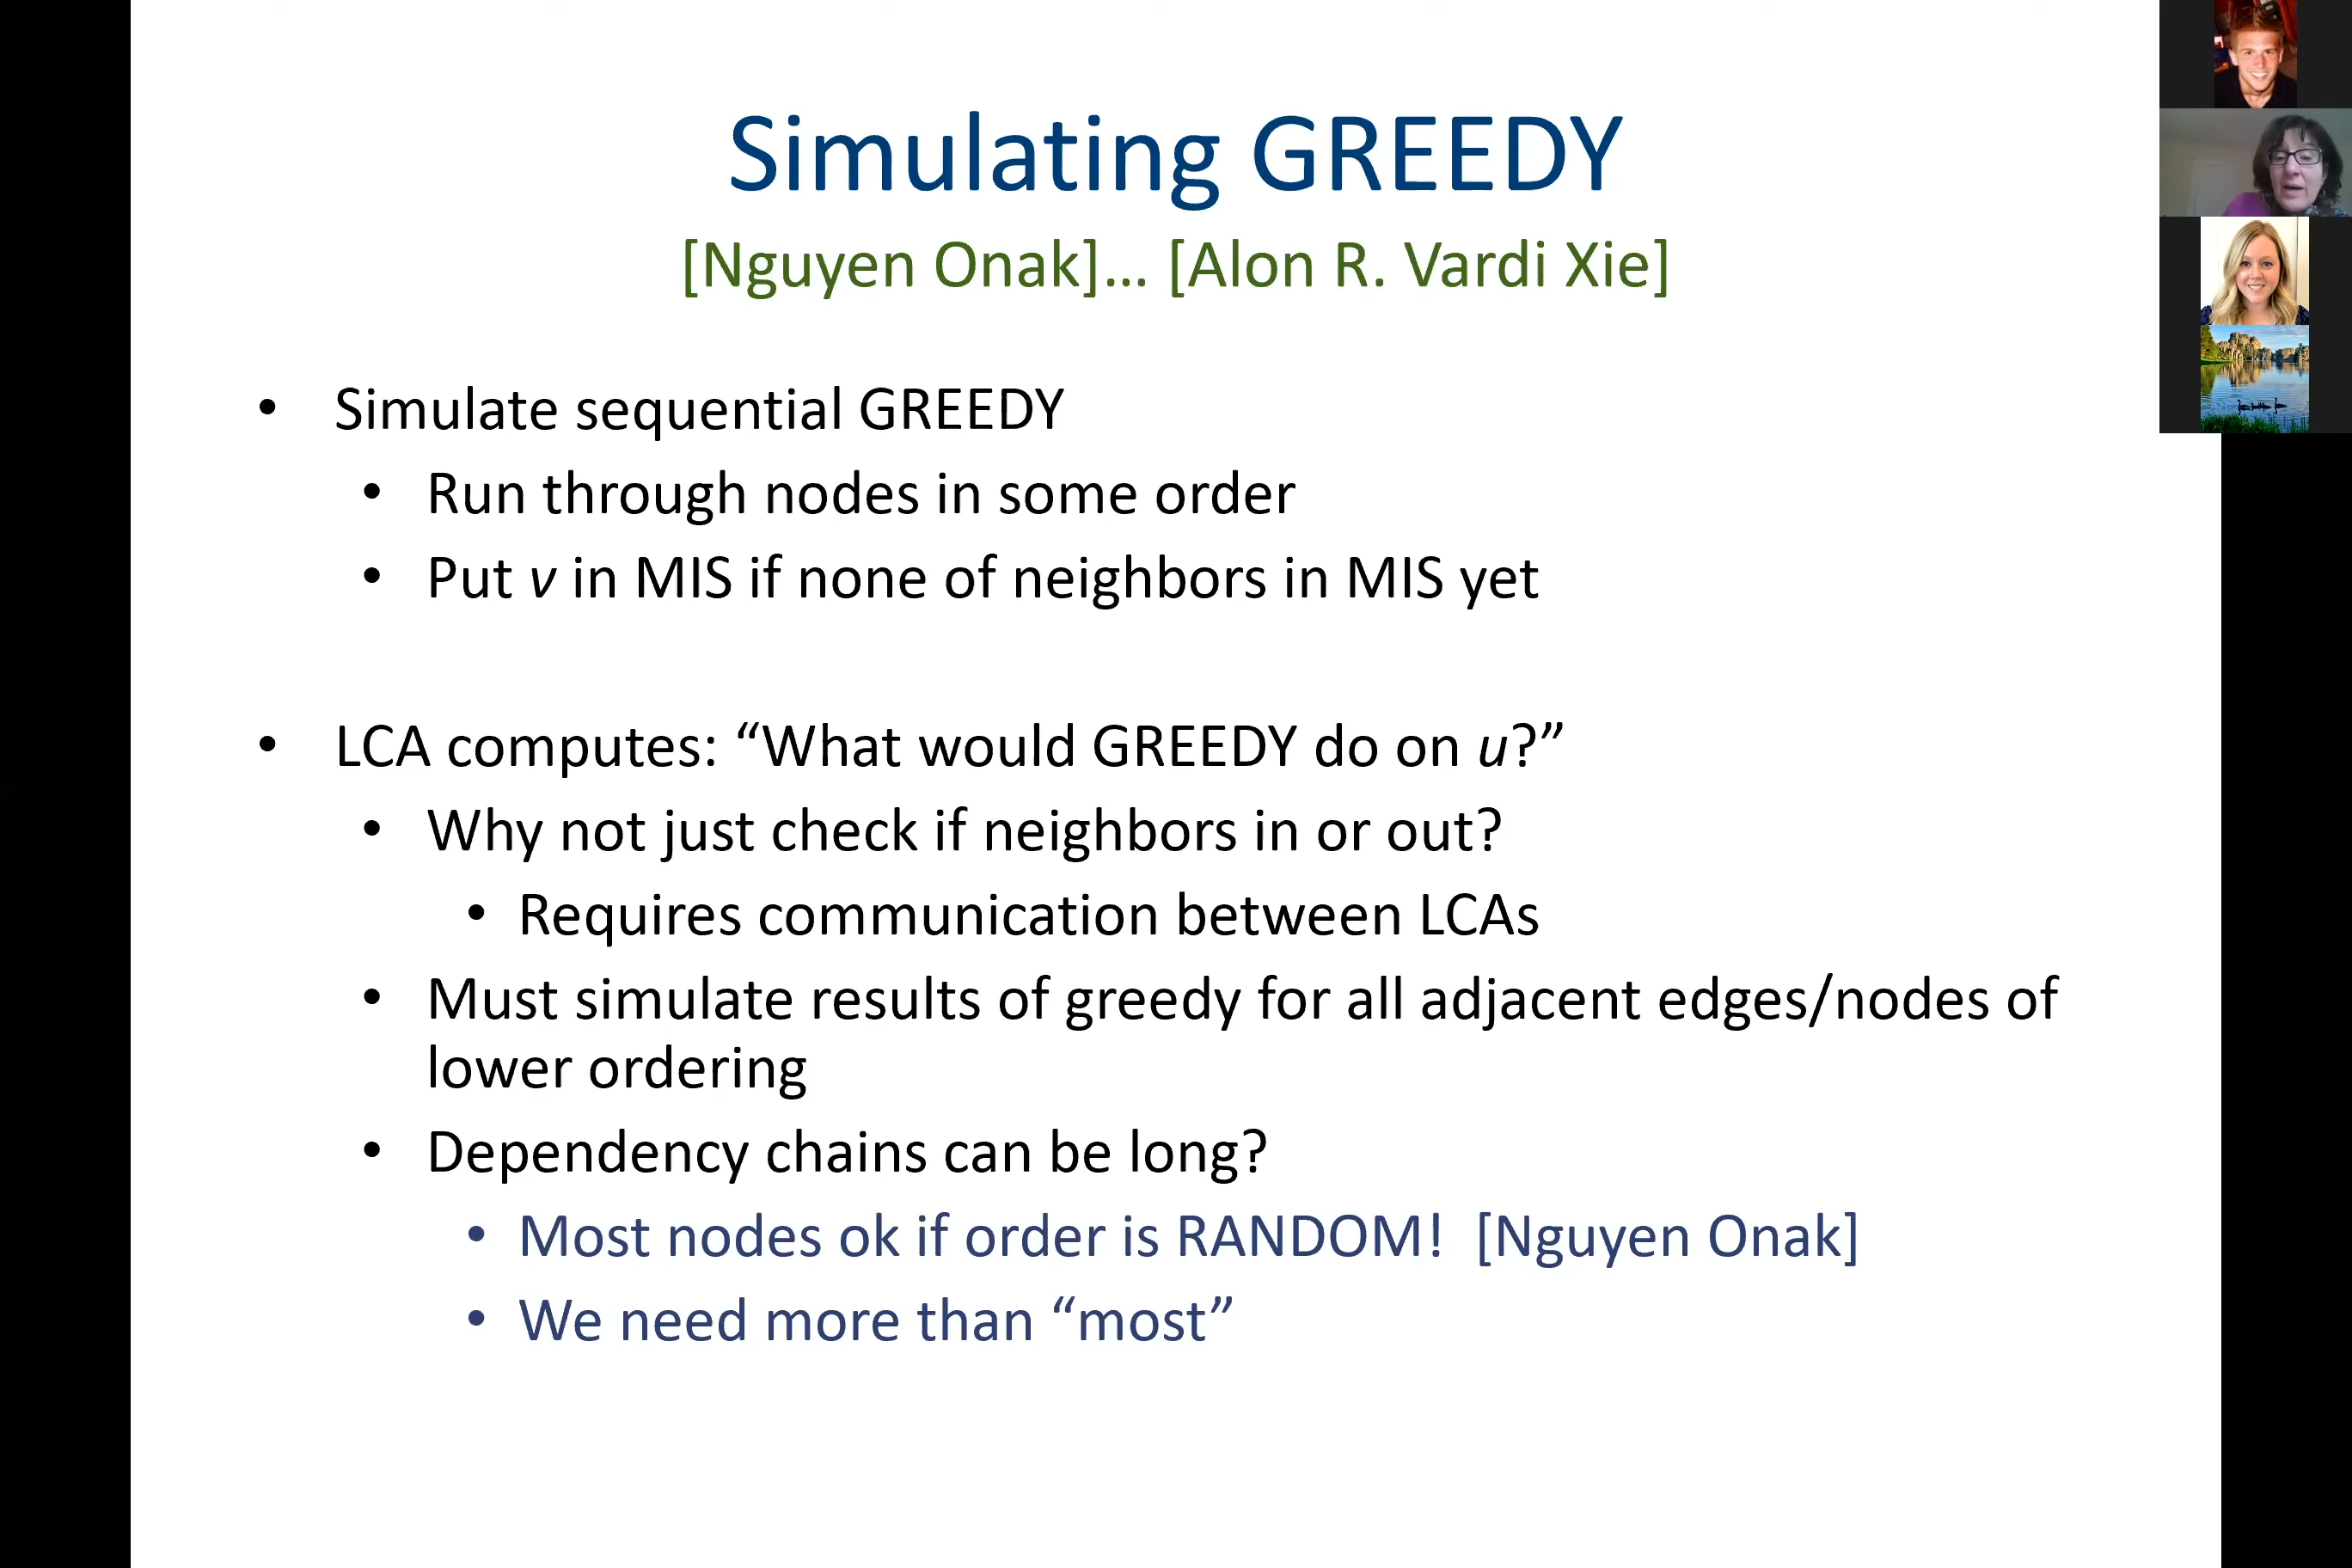 Simulating GREEDY
[Nguyen Onak]... [Alon R. Vardi Xie]
• Simulate sequential GREEDY
• Run through nodes in some order
• Put v in MIS if none of neighbors in MIS yet
• LCA computes: “What would GREEDY do on u?”
• Why not just check if neighbors in or out?
• Requires communication between LCAs
• Must simulate results of greedy for all adjacent edges/nodes of
lower ordering
• Dependency chains can be long?
• Most nodes ok if order is RANDOM! [Nguyen Onak]
• We need more than “most”